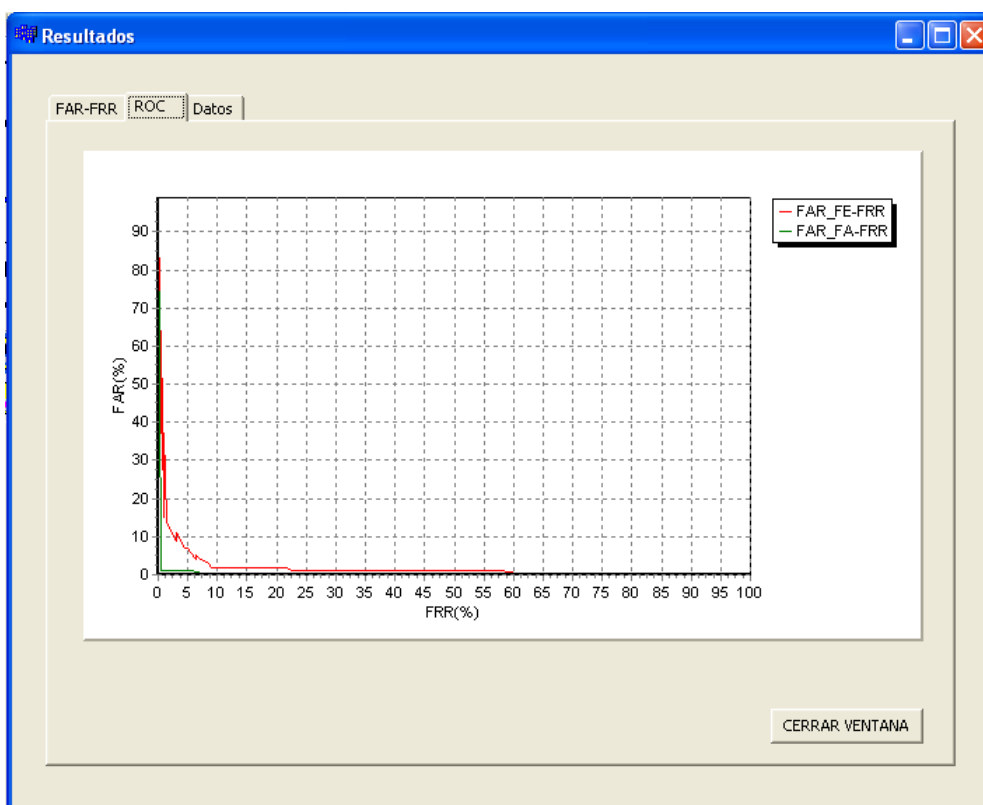 Resultados
FAR-FRR ROC Datos
FAR_FE-FRR
FAR_FA-FRR
90
80
70
60
50
40
30
20
10
0
FAR(%)
0 5 10 15 20 25 30 35 40 45 50 55 60 65 70 75 80 85 90 95 100
FRR(%)
CERRAR VENTANA